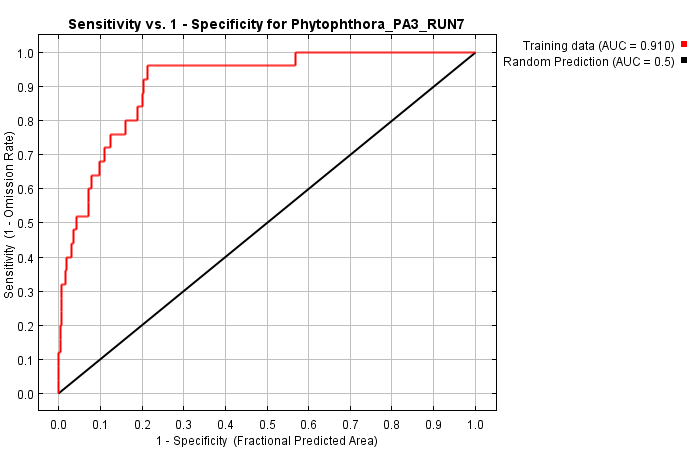 Sensitivity vs. 1 - Specificity for Phytophthora_PA3_RUN7
Training data (AUC = 0.910)
Random Prediction (AUC = 0.5)
Sensitivity (1 - Omission Rate)
1.0
0.9
0.8
0.7
0.6
0.5
0.4
0.3
0.2
0.1
0.0
0.0 0.1 0.2 0.3 0.4 0.5 0.6 0.7 0.8 0.9 1.0
1 - Specificity (Fractional Predicted Area)